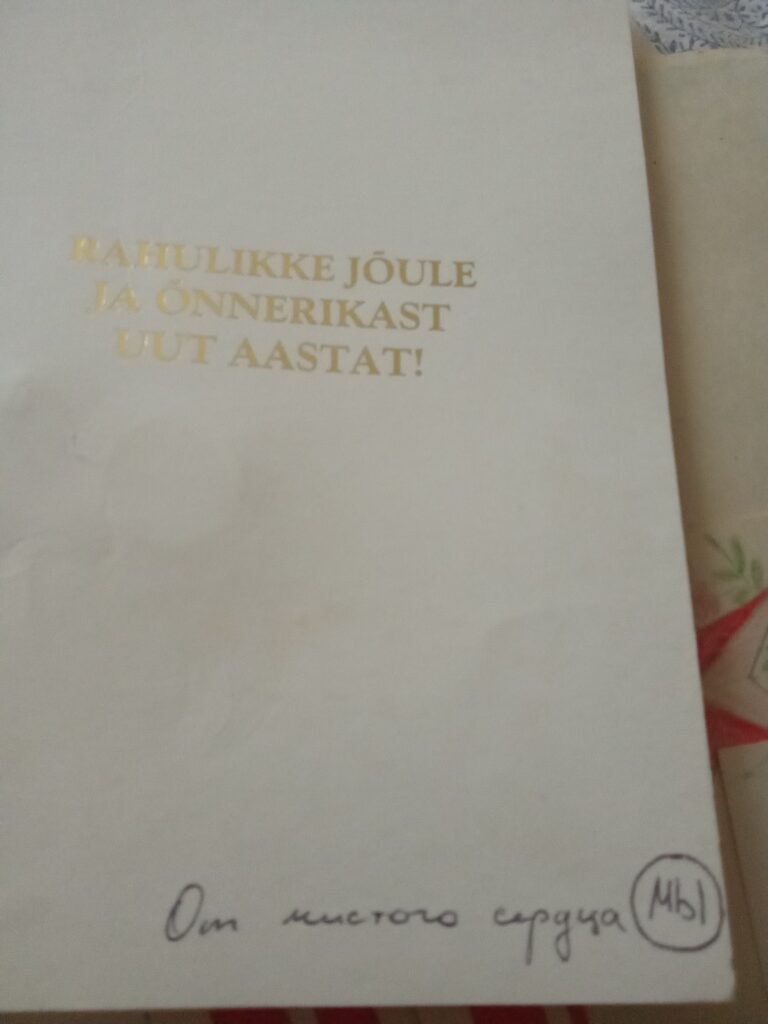 RAHULIKKE JÕULE
JA ÕNNERIKAST
UUT AASTAT!
От чистого сердца МЫ